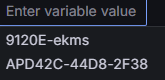 Enter variable value
9120E-ekms
APD42C-44D8-2F38